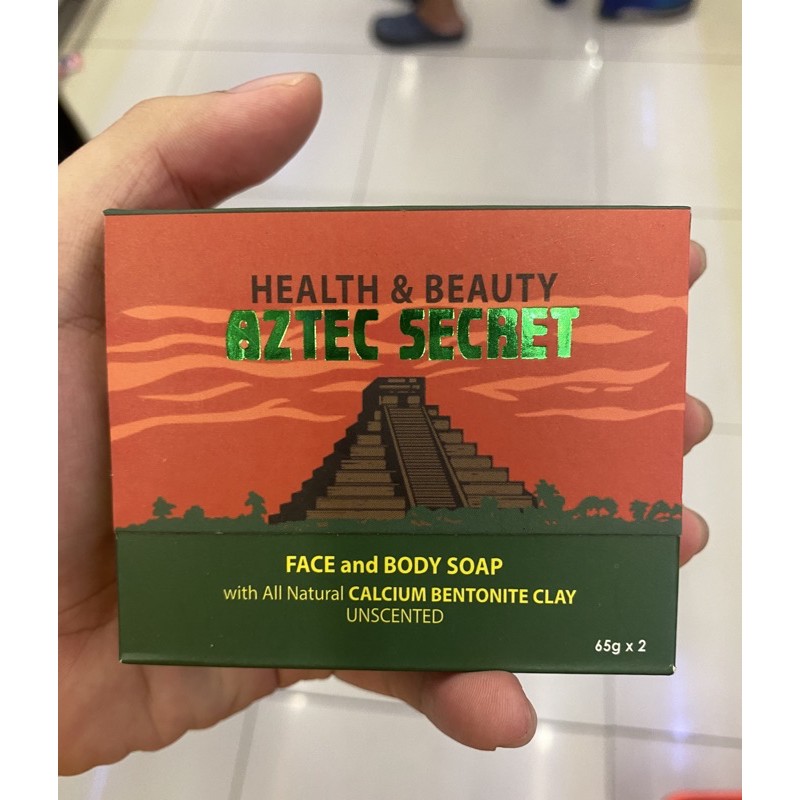 HEALTH & BEAUTY
AZTEC SECRET
FACE and BODY SOAP
with All Natural CALCIUM BENTONITE CLAY
UNSCENTED
65g x 2